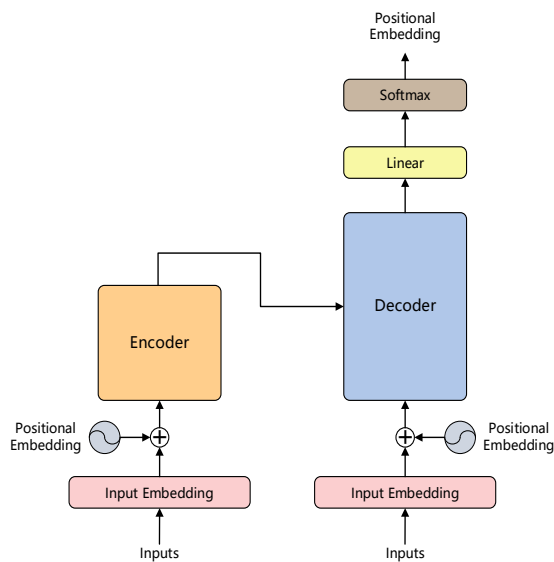 Positional
Embedding
Softmax
Linear
Decoder
Encoder
Positional
Embedding
Positional
Embedding
Input Embedding
Input Embedding
Inputs
Inputs